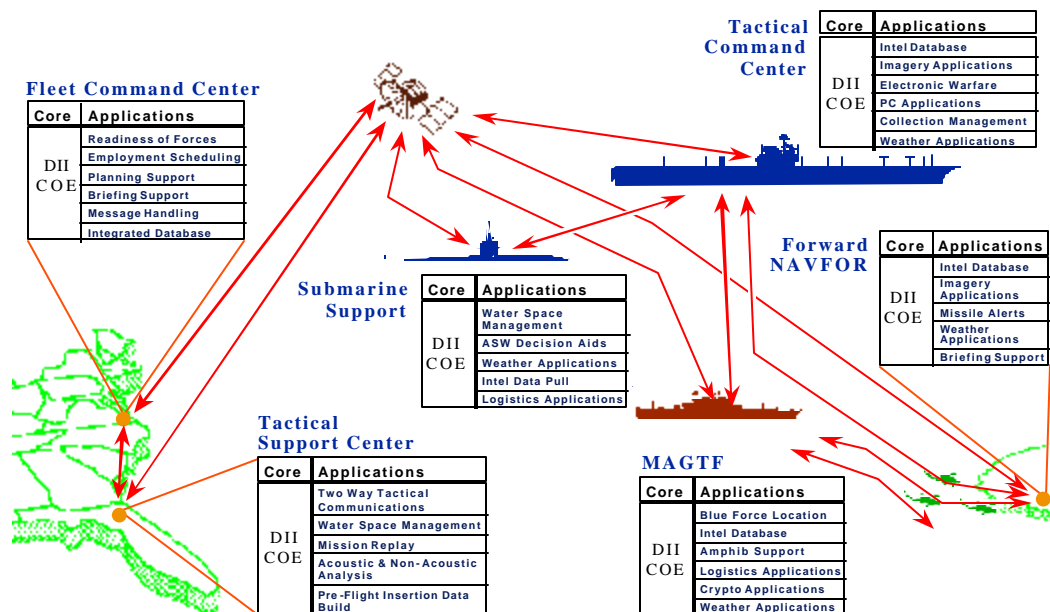 Tactical
Command
Center
Core Applications
DII
COE
Intel Database
Imagery Applications
Electronic Warfare
PC Applications
Collection Management
Weather Applications
Fleet Command Center
Core Applications
DII
COE
Readiness of Forces
Employment Scheduling
Planning Support
Briefing Support
Message Handling
Integrated Database
Forward
NAVFOR
Core Applications
DII
COE
Intel Database
Imagery
Applications
Missile Alerts
Weather
Applications
Briefing Support
Submarine
Support
Core Applications
DII
COE
Water Space
Management
ASW Decision Aids
Weather Applications
Intel Data Pull
Logistics Applications
Tactical
Support Center
Core Applications
DII
COE
Two Way Tactical
Communications
Water Space Management
Mission Replay
Acoustic & Non-Acoustic
Analysis
Pre-Flight Insertion Data
Build
MAGTF
Core Applications
DII
COE
Blue Force Location
Intel Database
Amphib Support
Logistics Applications
Crypto Applications
Weather Applications